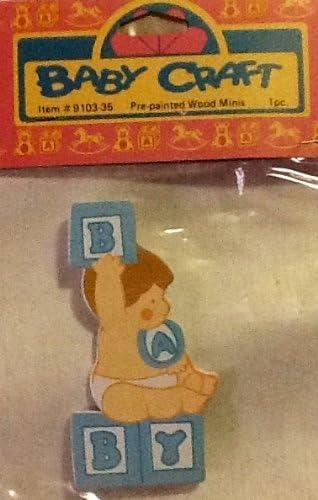 BABY CRAFT
Item # 9103-35 Pre-painted Wood Minis 1pc.
B
A
B Y